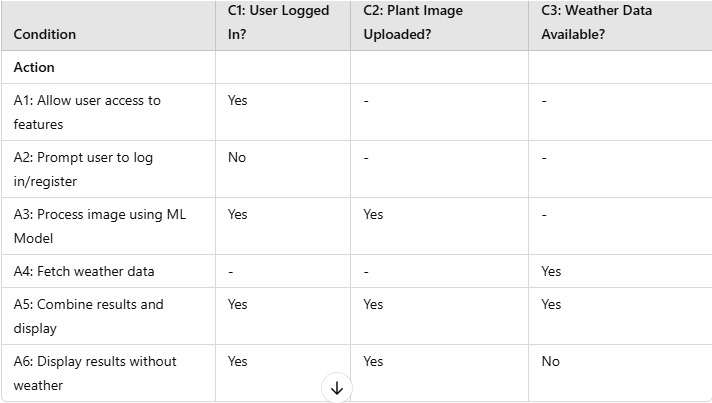 Condition C1: User Logged In? C2: Plant Image Uploaded? C3: Weather Data Available?
Action
A1: Allow user access to features Yes - -
A2: Prompt user to log in/register No - -
A3: Process image using ML Model Yes Yes -
A4: Fetch weather data - - Yes
A5: Combine results and display Yes Yes Yes
A6: Display results without weather Yes Yes No